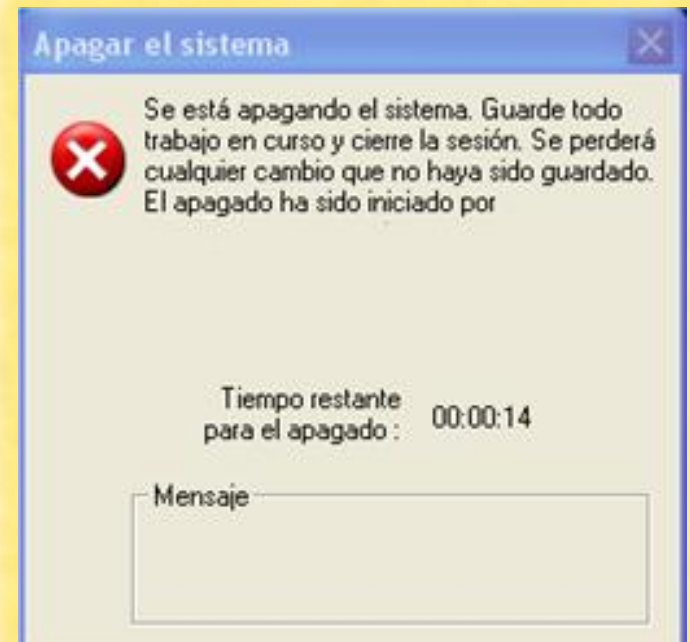 Apagar el sistema
Se está apagando el sistema. Guarde todo
trabajo en curso y cierre la sesión. Se perderá
cualquier cambio que no haya sido guardado.
El apagado ha sido iniciado por
Tiempo restante
para el apagado :
00:00:14
Mensaje